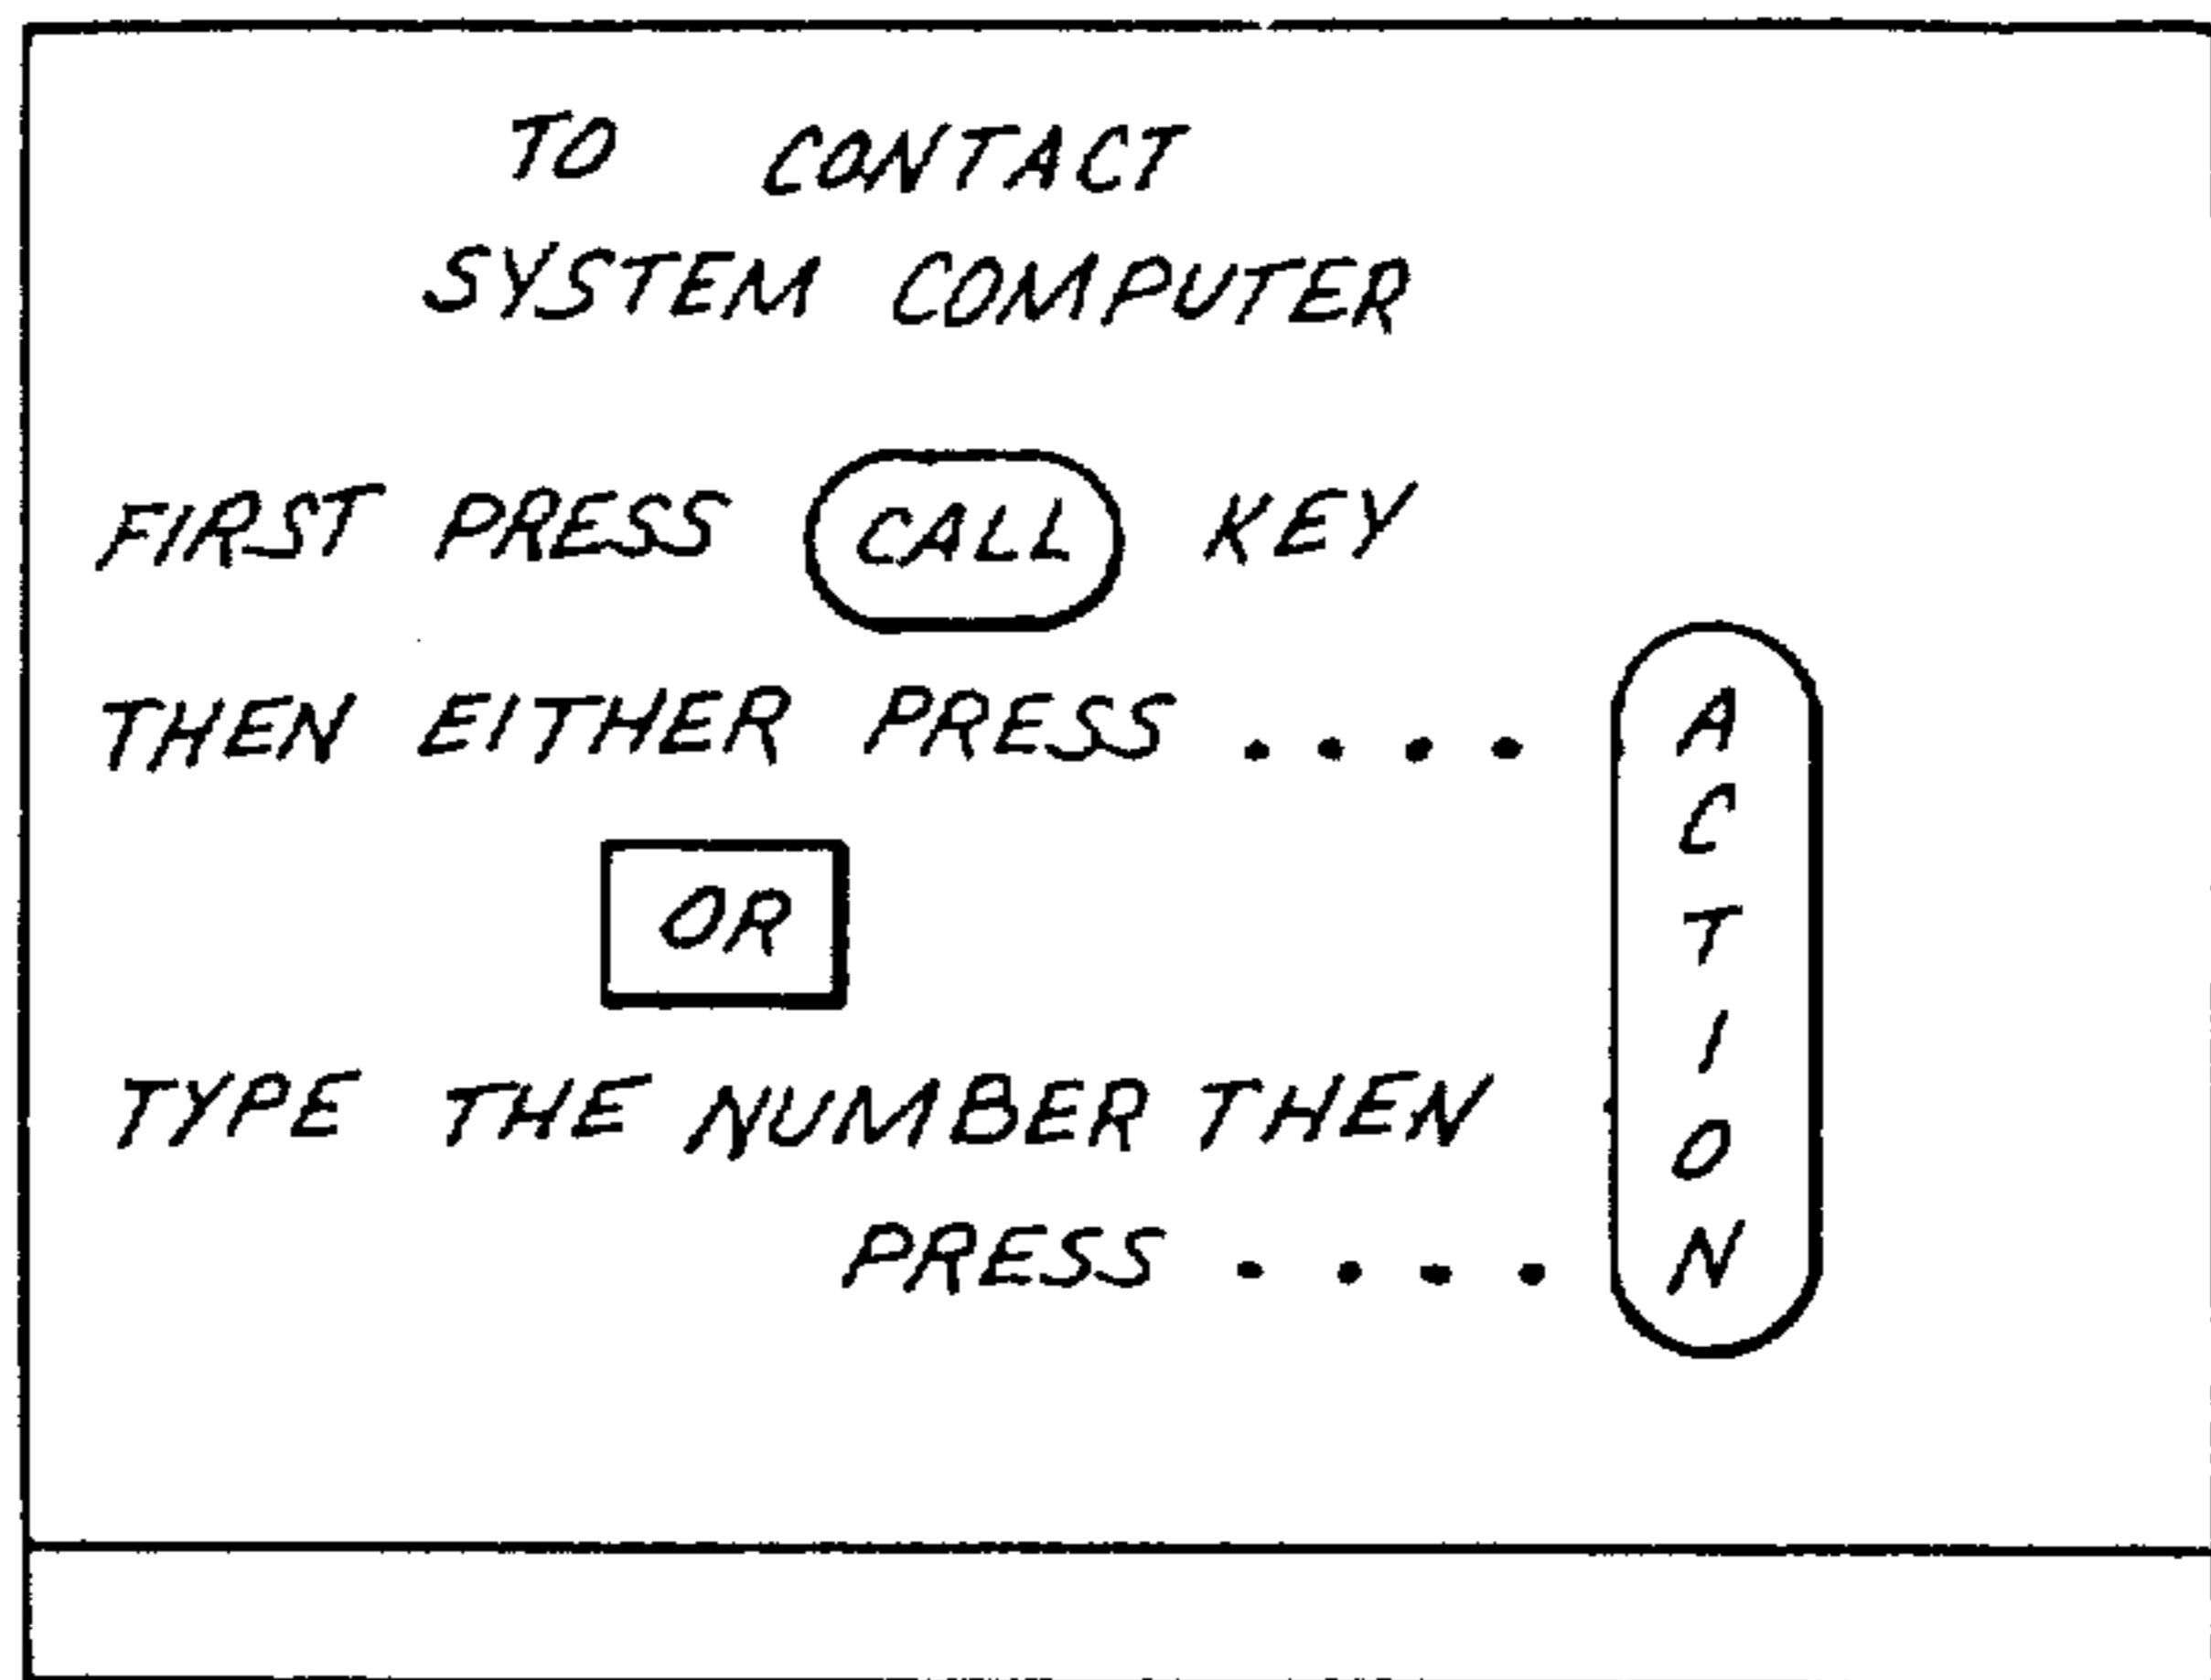 TO CONTACT
SYSTEM COMPUTER
FIRST PRESS CALL KEY
THEN EITHER PRESS . . . .
OR
TYPE THE NUMBER THEN
PRESS . . . .
ACTION